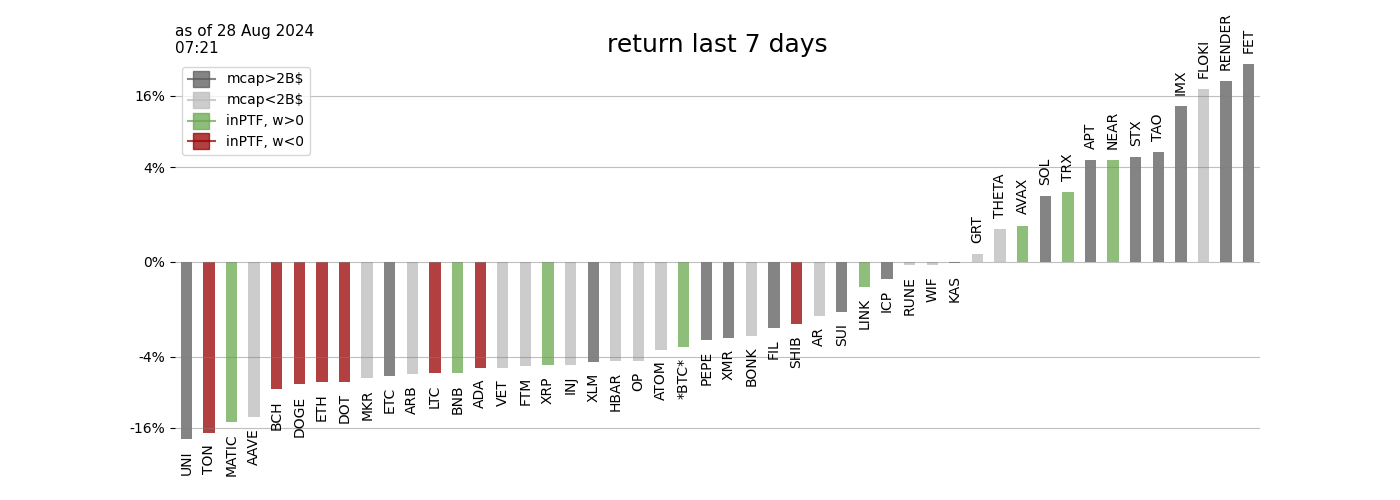 as of 28 Aug 2024
07:21
return last 7 days
mcap>2B$
mcap<2B$
inPTF, w>0
inPTF, w<0
16%
4%
0%
-4%
-16%
UNI
TON
MATIC
AAVE
BCH
DOGE
ETH
DOT
MKR
ETC
ARB
LTC
BNB
ADA
VET
FTM
XRP
INJ
XLM
HBAR
OP
ATOM
*BTC*
PEPE
XMR
BONK
FIL
SHIB
AR
SUI
LINK
ICP
RUNE
WIF
KAS
GRT
THETA
AVAX
SOL
TRX
APT
NEAR
STX
TAO
IMX
FLOKI
RENDER
FET